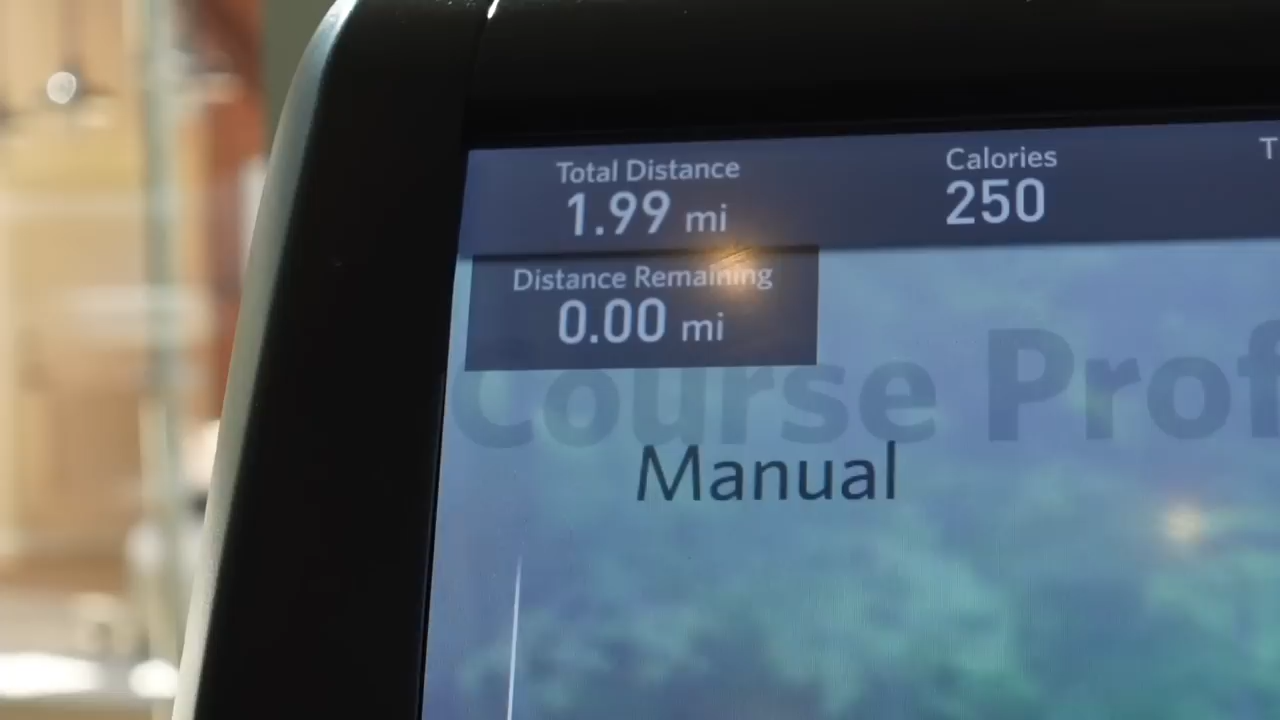 Total Distance
1.99 mi
Calories
250
T
Distance Remaining
0.00 mi
Course Prof
Manual